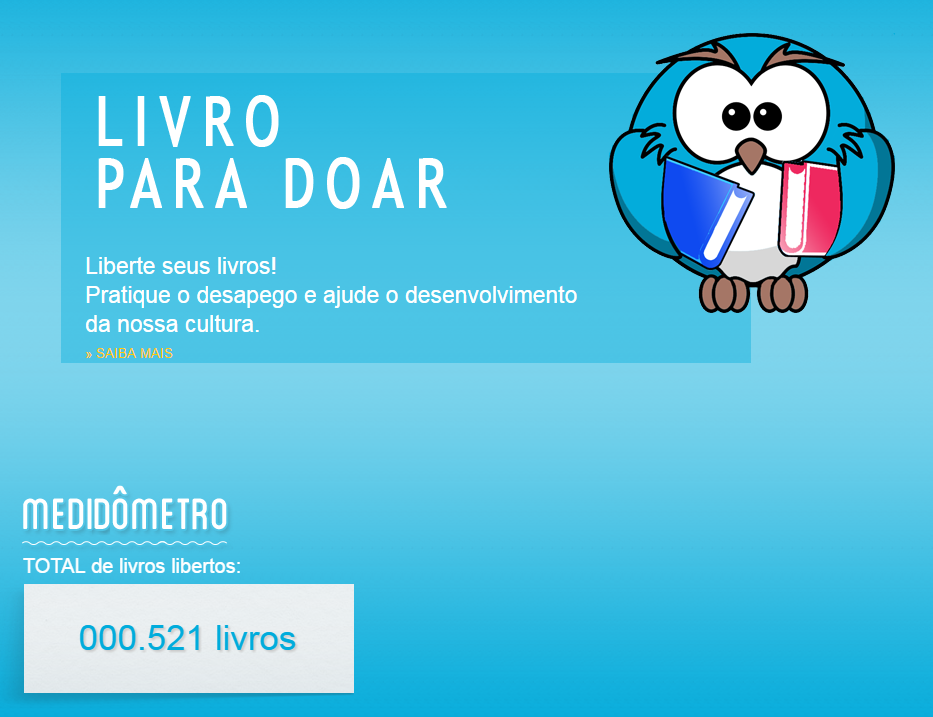 LIVRO
PARA DOAR
Liberte seus livros!
Pratique o desapego e ajude o desenvolvimento
da nossa cultura.
» SAIBA MAIS
MEDIDÔMETRO
TOTAL de livros libertos:
000.521 livros